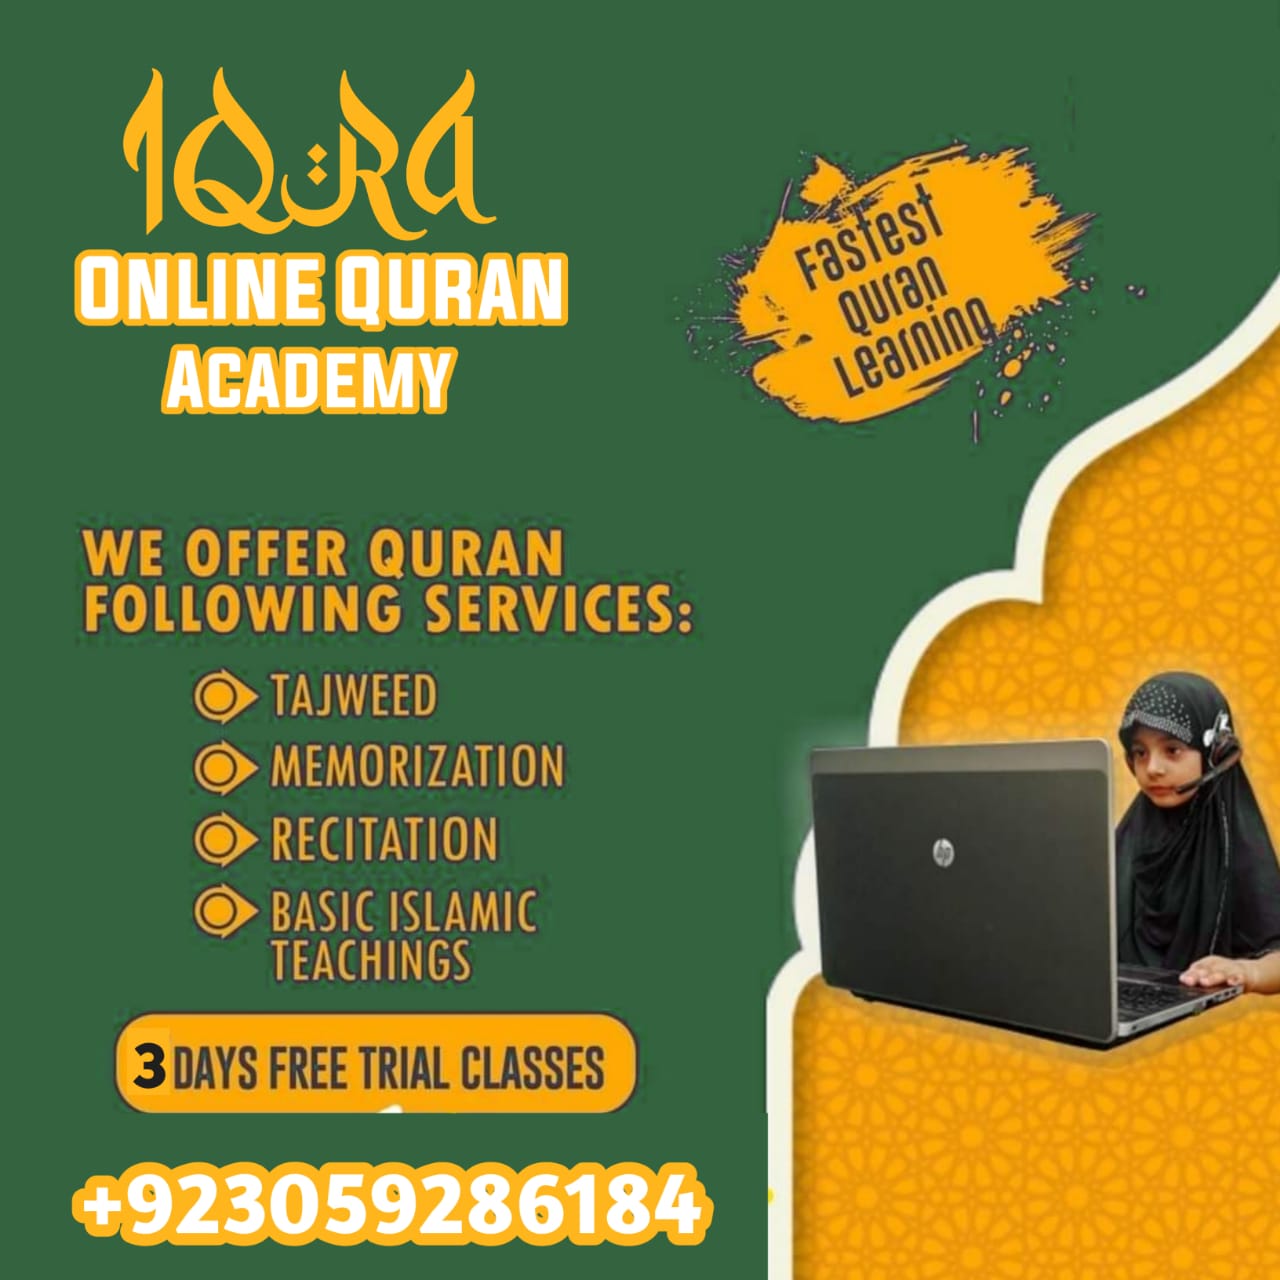 IQRA
ONLINE QURAN
ACADEMY
Fastest
Quran
Learning
WE OFFER QURAN
FOLLOWING SERVICES:
TAJWEED
MEMORIZATION
RECITATION
BASIC ISLAMIC
TEACHINGS
3 DAYS FREE TRIAL CLASSES
+923059286184
hp